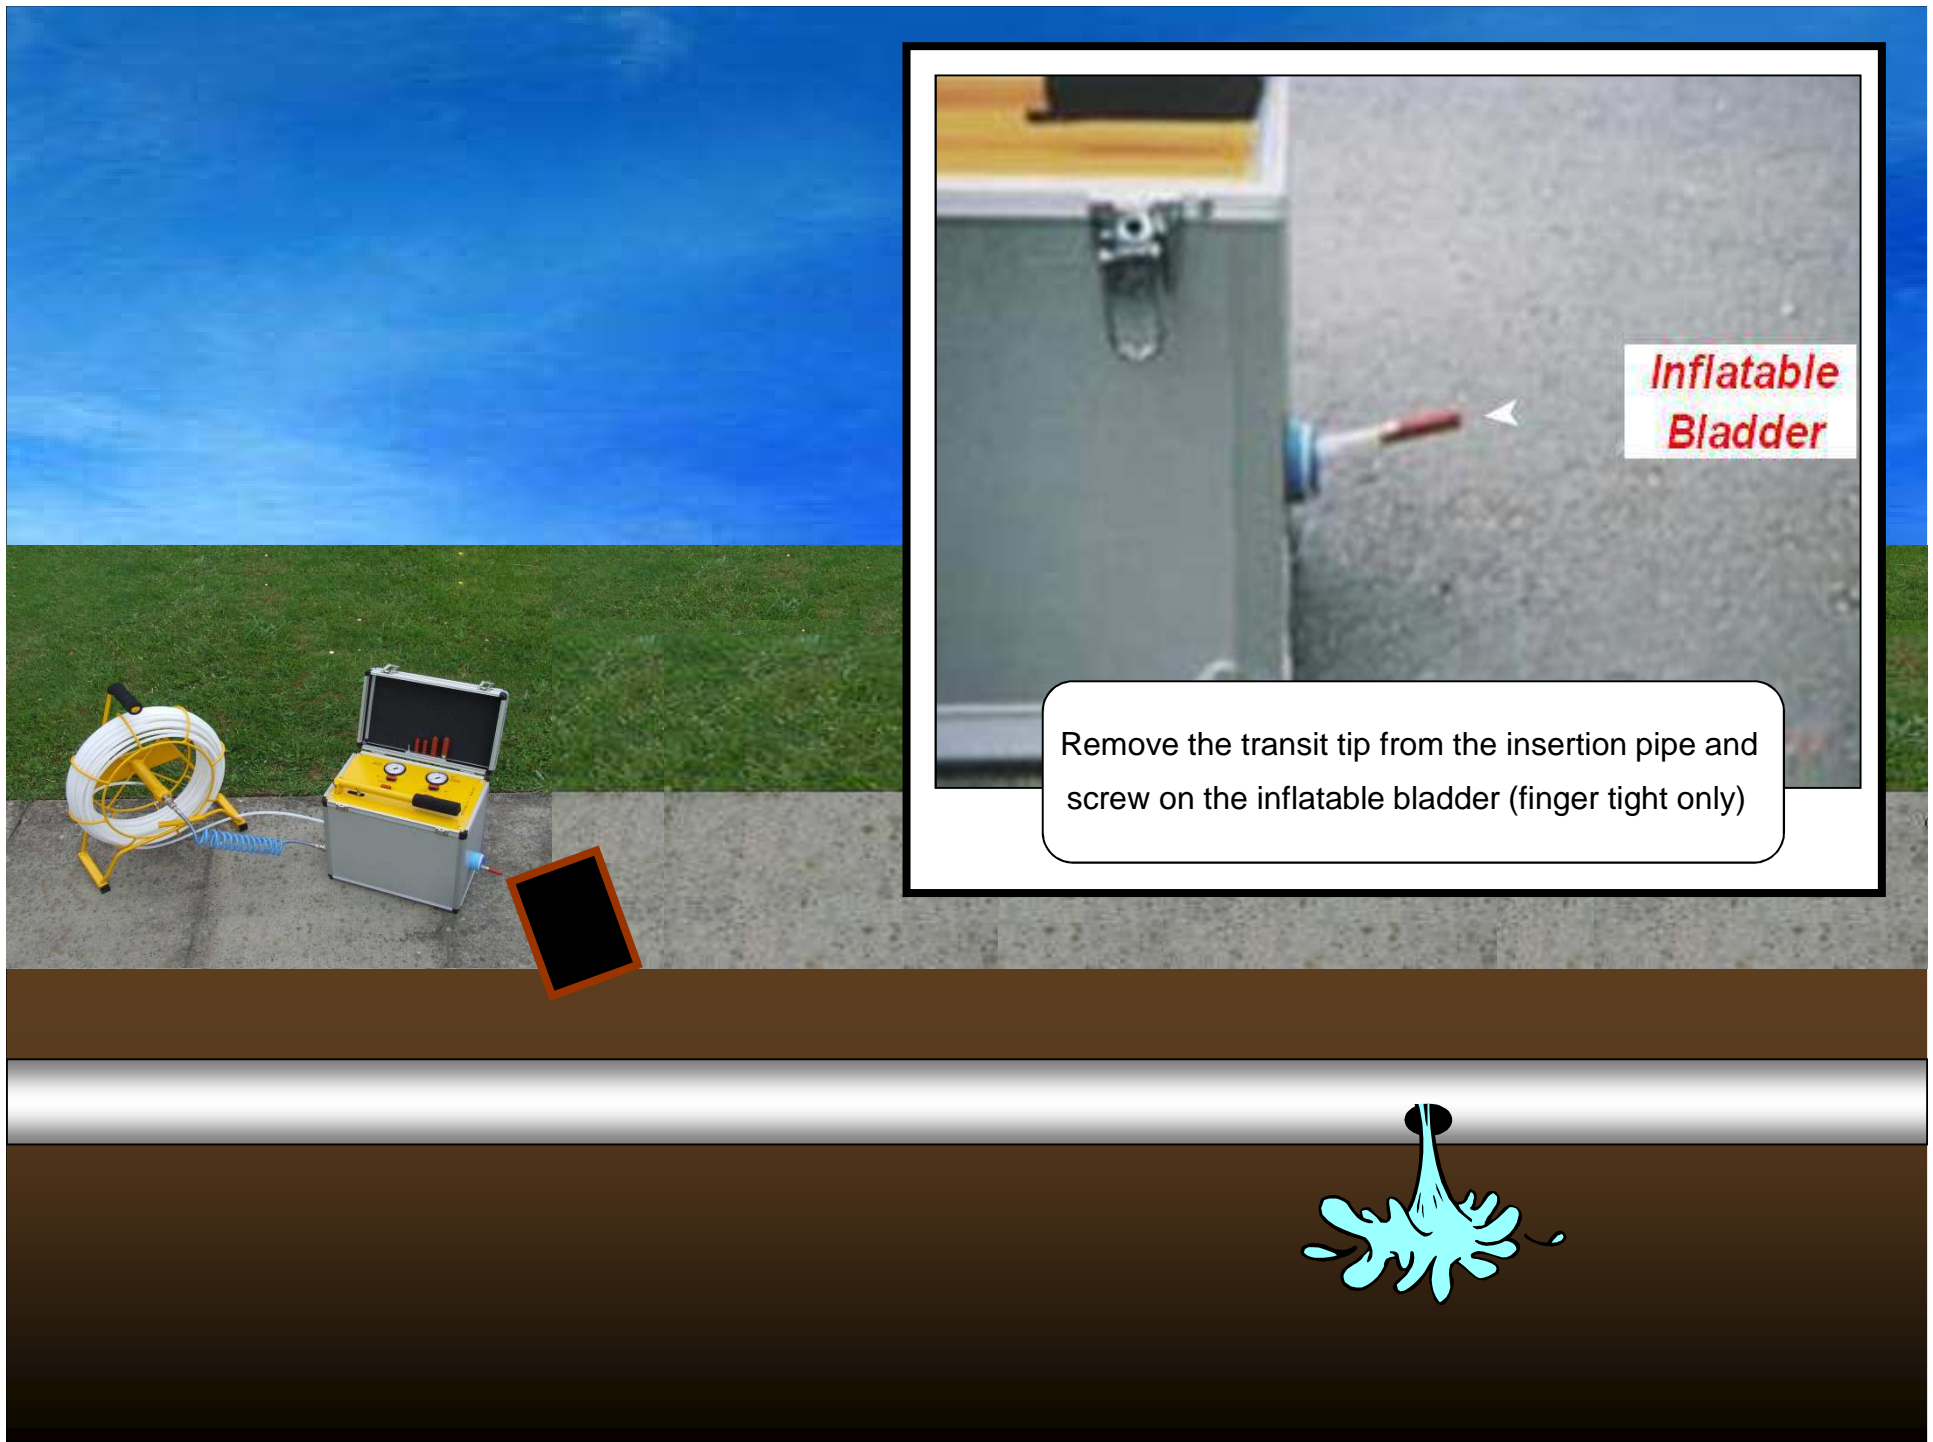 Inflatable
Bladder
Remove the transit tip from the insertion pipe and
screw on the inflatable bladder (finger tight only)